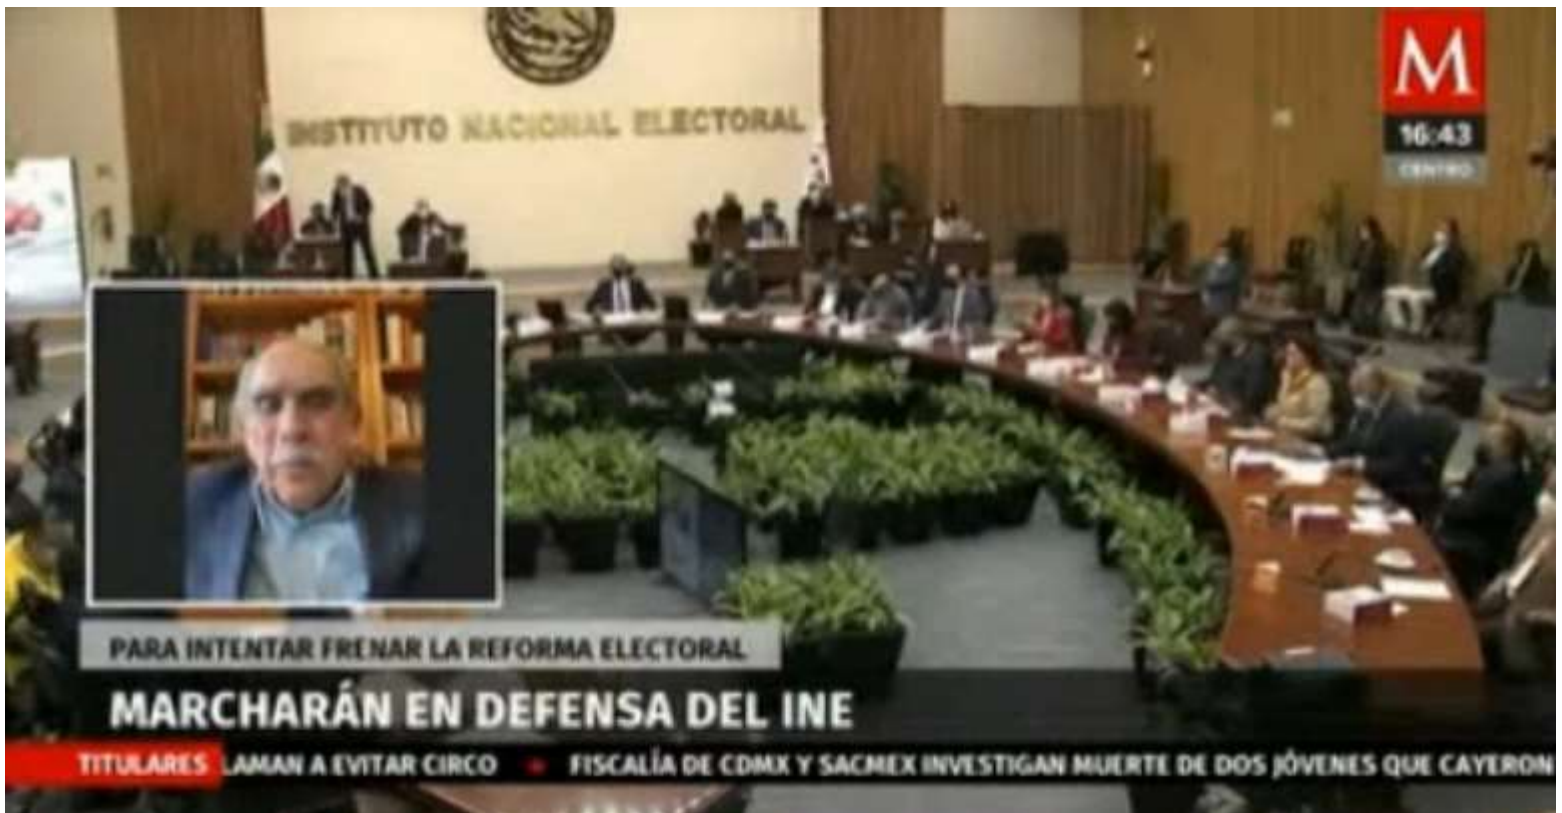 INSTITUTO NACIONAL ELECTORAL
M
16:43
CENTRO
PARA INTENTAR FRENAR LA REFORMA ELECTORAL
MARCHARÁN EN DEFENSA DEL INE
TITULARES LAMAN A EVITAR CIRCO FISCALÍA DE CDMX Y SACMEX INVESTIGAN MUERTE DE DOS JÓVENES QUE CAYERON